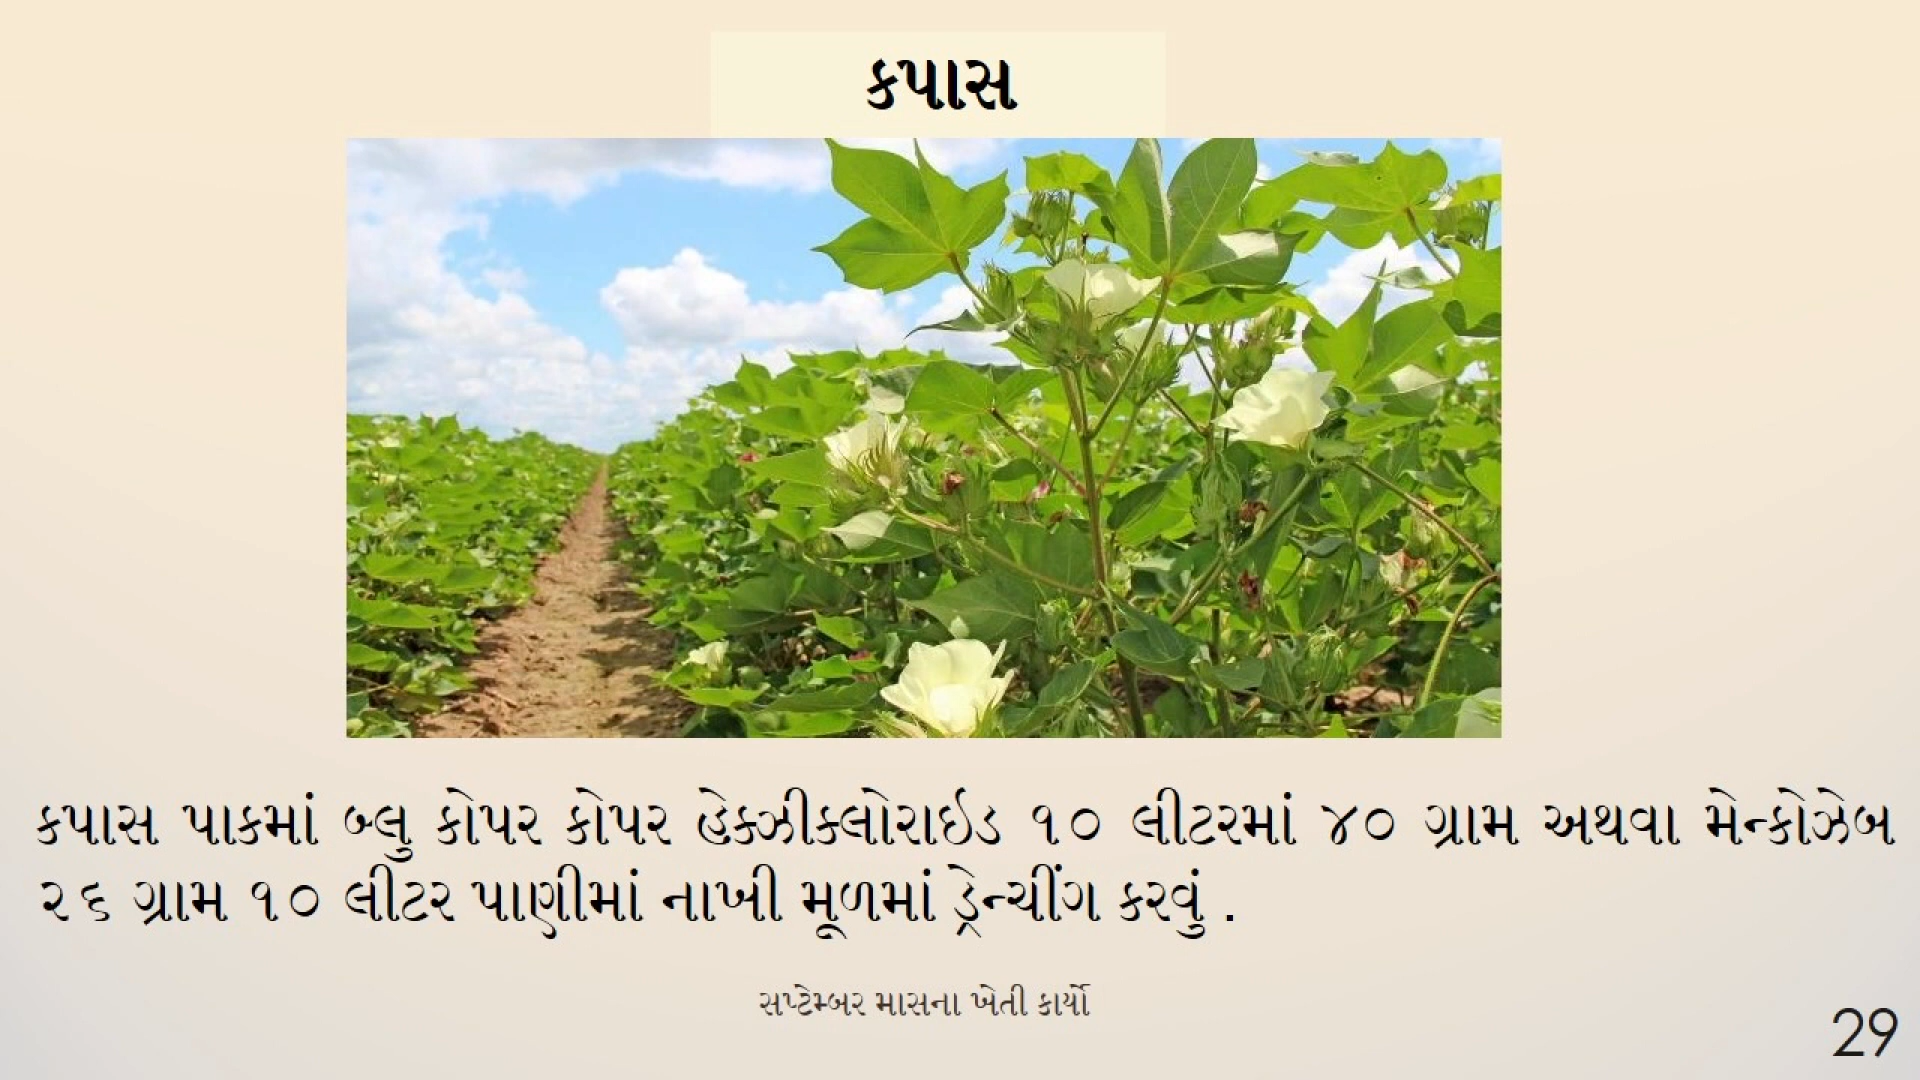 કપાસ
કપાસ પાકમાં બ્લુ કોપર કોપર હેક્ઝીક્લોરાઈડ ૧૦ લીટરમાં ૪૦ ગ્રામ અથવા મેન્કોઝેબ
૨૬ ગ્રામ ૧૦ લીટર પાણીમાં નાખી મૂળમાં ડ્રેન્ચીંગ કરવું .
સપ્ટેમ્બર માસના ખેતી કાર્યો
29